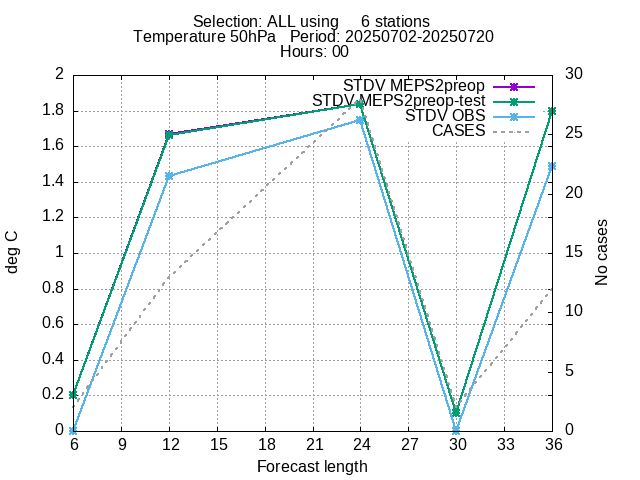 Selection: ALL using     6 stations
Temperature 50hPa   Period: 20250702-20250720
Hours: 00
STDV MEPS2preop
STDV MEPS2preop-test
STDV OBS
CASES
2
1.8
1.6
1.4
1.2
1
0.8
0.6
0.4
0.2
0
30
25
20
15
10
5
0
deg C
No cases
6 9 12 15 18 21 24 27 30 33 36
Forecast length